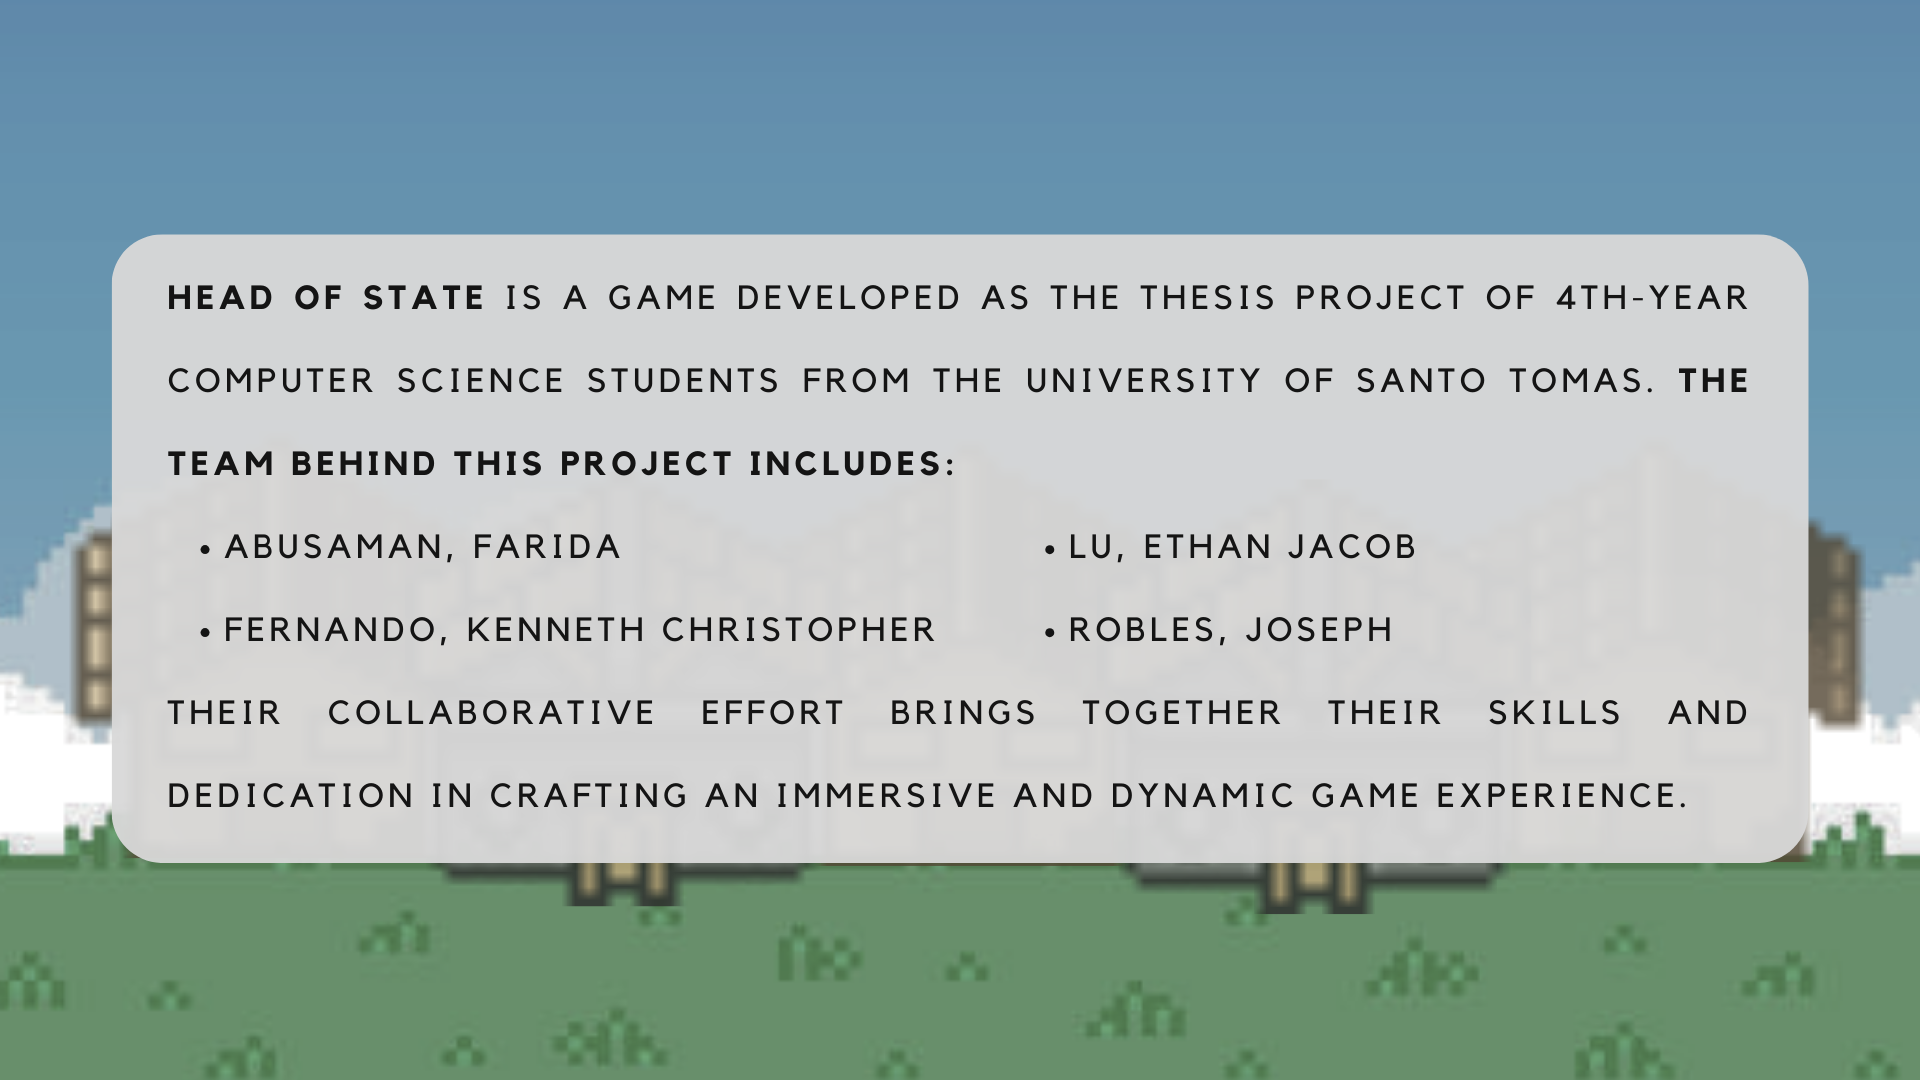 HEAD OF STATE IS A GAME DEVELOPED AS THE THESIS PROJECT OF 4TH-YEAR
COMPUTER SCIENCE STUDENTS FROM THE UNIVERSITY OF SANTO TOMAS. THE
TEAM BEHIND THIS PROJECT INCLUDES:
• ABUSAMAN, FARIDA
• FERNANDO, KENNETH CHRISTOPHER
• LU, ETHAN JACOB
• ROBLES, JOSEPH
THEIR COLLABORATIVE EFFORT BRINGS TOGETHER THEIR SKILLS AND
DEDICATION IN CRAFTING AN IMMERSIVE AND DYNAMIC GAME EXPERIENCE.